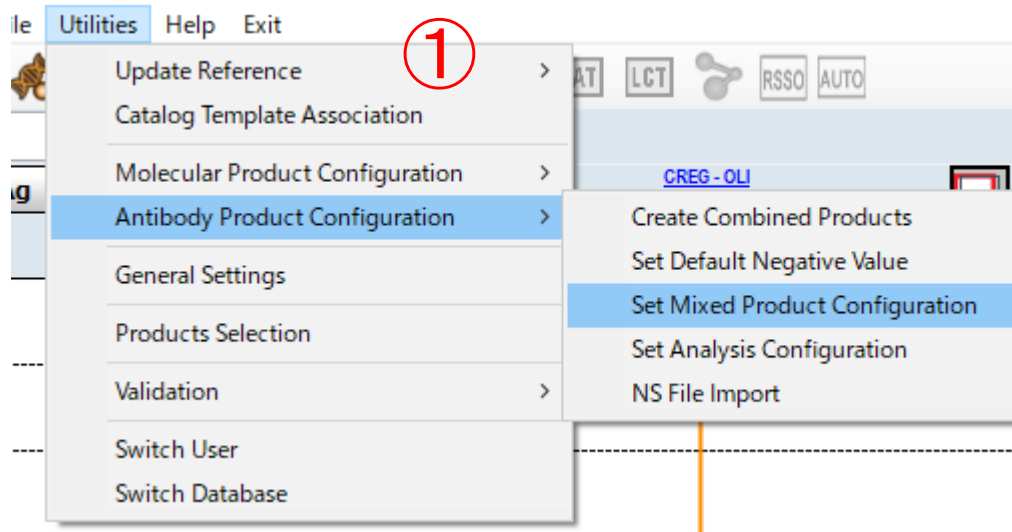 Utilities Help Exit
①
LCT RSSO AUTO
CREG - OLI
Update Reference >
Catalog Template Association
Molecular Product Configuration >
Antibody Product Configuration >
General Settings
Products Selection
Validation >
Switch User
Switch Database
Create Combined Products
Set Default Negative Value
Set Mixed Product Configuration
Set Analysis Configuration
NS File Import